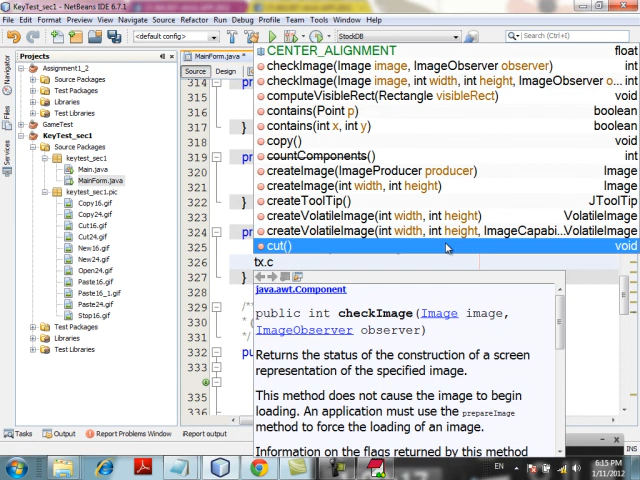 KeyTest_sec1 - NetBeans IDE 6.7.1
File Edit View Navigate Source Refactor Run Debug Profile Team Tools Window Help
<default config>
StockDB
Search (Ctrl+I)
Projects
MainForm.java
Source Design
Navigator
Files
Services
Assignment1_2
Source Packages
Test Packages
Libraries
Test Libraries
GameTest
KeyTest_sec1
Source Packages
keytest_sec1
Main.java
MainForm.java
keytest_sec1.pic
Copy16.gif
Copy24.gif
Cut16.gif
Cut24.gif
New16.gif
New24.gif
Open24.gif
Paste16.gif
Paste16_1.gif
Paste24.gif
Stop16.gif
Test Packages
Libraries
Test Libraries
314
315
316
317 }
318
319
320
321
322 }
323
324
325
326 tx.c
327 }
328
329 /**
330
331 */
332
333
334
335
336
CENTER_ALIGNMENT float
checkImage(Image image, ImageObserver observer) int
checkImage(Image image, int width, int height, ImageObserver o... int
computeVisibleRect(Rectangle visibleRect) void
contains(Point p) boolean
contains(int x, int y) boolean
copy() void
countComponents() int
createImage(ImageProducer producer) Image
createImage(int width, int height) Image
createToolTip() JToolTip
createVolatileImage(int width, int height) VolatileImage
createVolatileImage(int width, int height, ImageCapabi...VolatileImage
cut() void
java.awt.Component
public int checkImage(Image image,
ImageObserver observer)
Returns the status of the construction of a screen
representation of the specified image.
This method does not cause the image to begin
loading. An application must use the prepareImage
method to force the loading of an image.
Information on the flags returned by this method
Tasks Output Report Problems Window iReport output
INS
EN
6:15 PM
1/11/2012